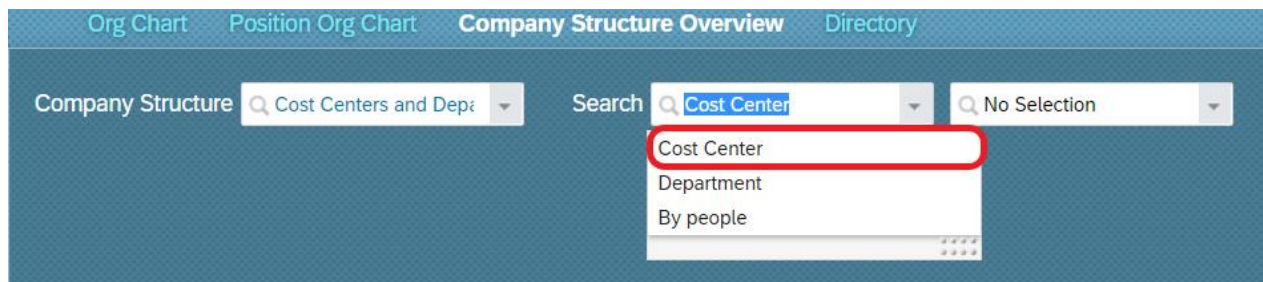 Org Chart Position Org Chart Company Structure Overview Directory
Company Structure Cost Centers and Depa Search Cost Center No Selection
Cost Center
Department
By people